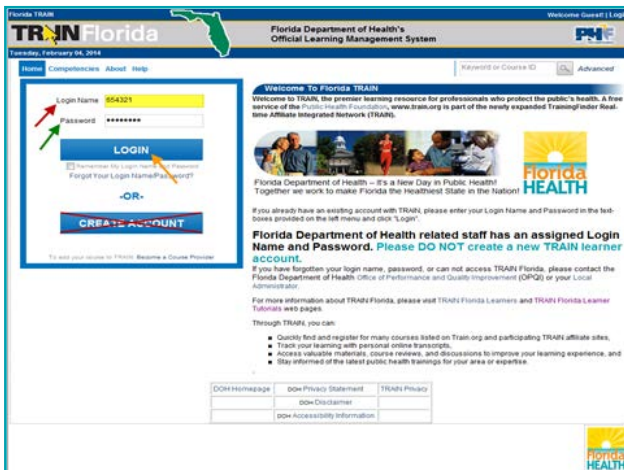 Florida TRAIN
Welcome Guest! | Logi
TRAIN Florida
Florida Department of Health's
Official Learning Management System
PHF
Tuesday, February 04, 2014
Home Competencies About Help
Keyword or Course ID
Advanced
Login Name 654321
Password ••••••••
LOGIN
Remember My Login Name and Password
Forgot Your Login Name/Password?
-OR-
CREATE ACCOUNT
To add your course to TRAIN, Become a Course Provider
Welcome To Florida TRAIN
Welcome to TRAIN, the premier learning resource for professionals who protect the public's health. A free
service of the Public Health Foundation, www.train.org is part of the newly expanded TrainingFinder Real-
time Affiliate Integrated Network (TRAIN).
Florida Department of Health – It's a New Day in Public Health!
Together we work to make Florida the Healthiest State in the Nation!
Florida
HEALTH
If you already have an existing account with TRAIN, please enter your Login Name and Password in the text-
boxes provided on the left menu and click "Login".
Florida Department of Health related staff has an assigned Login
Name and Password. Please DO NOT create a new TRAIN learner
account.
If you have forgotten your login name, password, or can not access TRAIN Florida, please contact the
Florida Department of Health Office of Performance and Quality Improvement (OPQI) or your Local
Administrator.
For more information about TRAIN Florida, please visit TRAIN Florida Learners and TRAIN Florida Learner
Tutorials web pages.
Through TRAIN, you can:
Quickly find and register for many courses listed on Train.org and participating TRAIN affiliate sites,
Track your learning with personal online transcripts,
Access valuable materials, course reviews, and discussions to improve your learning experience, and
Stay informed of the latest public health trainings for your area or expertise.
DOH Homepage DOH Privacy Statement TRAIN Privacy
DOH Disclaimer
DOH Accessibility Information
Florida
HEALTH